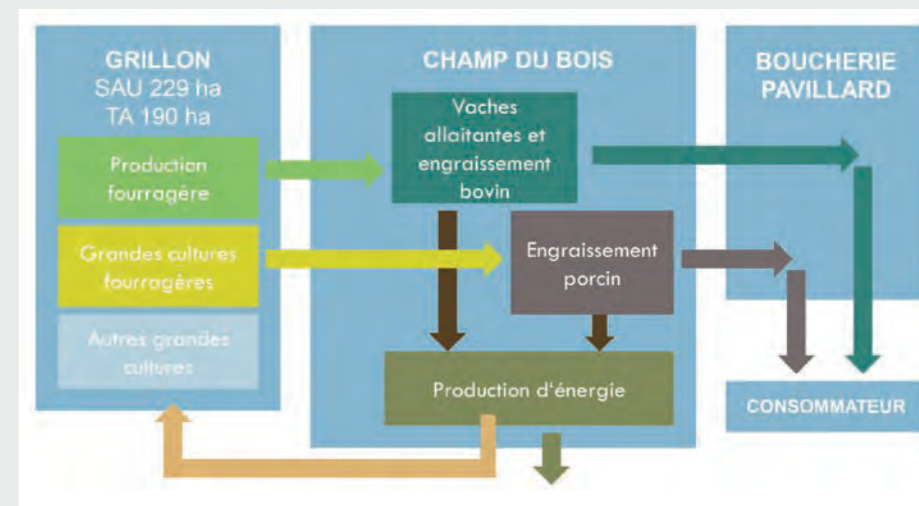 GRILLON
SAU 229 ha
TA 190 ha
Production
fourragère
Grandes cultures
fourragères
Autres grandes
cultures
CHAMP DU BOIS
Vaches
allaitantes et
engraissement
bovin
Engraissement
porcin
Production d'énergie
BOUCHERIE
PAVILLARD
CONSOMMATEUR